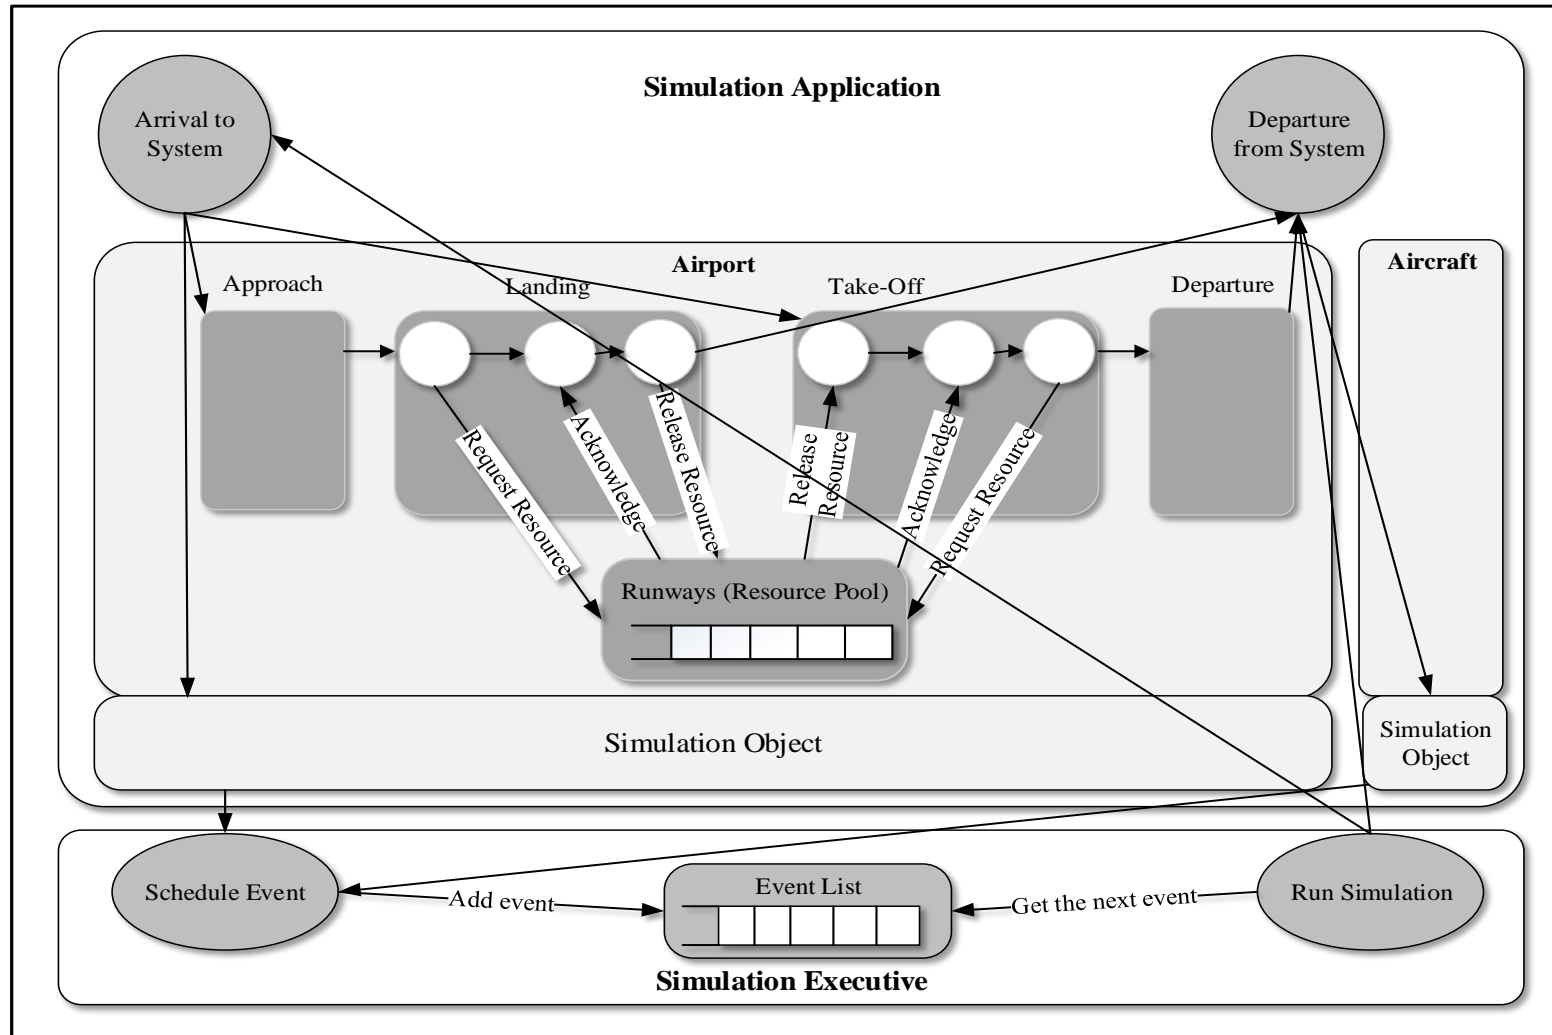 Simulation Application
Arrival to
System
Departure
from System
Airport
Aircraft
Approach
Landing
Take-Off
Departure
Request Resource
Acknowledge
Release Resource
Release
Resource
Acknowledge
Request Resource
Runways (Resource Pool)
Simulation Object
Simulation
Object
Schedule Event
Add event
Event List
Get the next event
Run Simulation
Simulation Executive